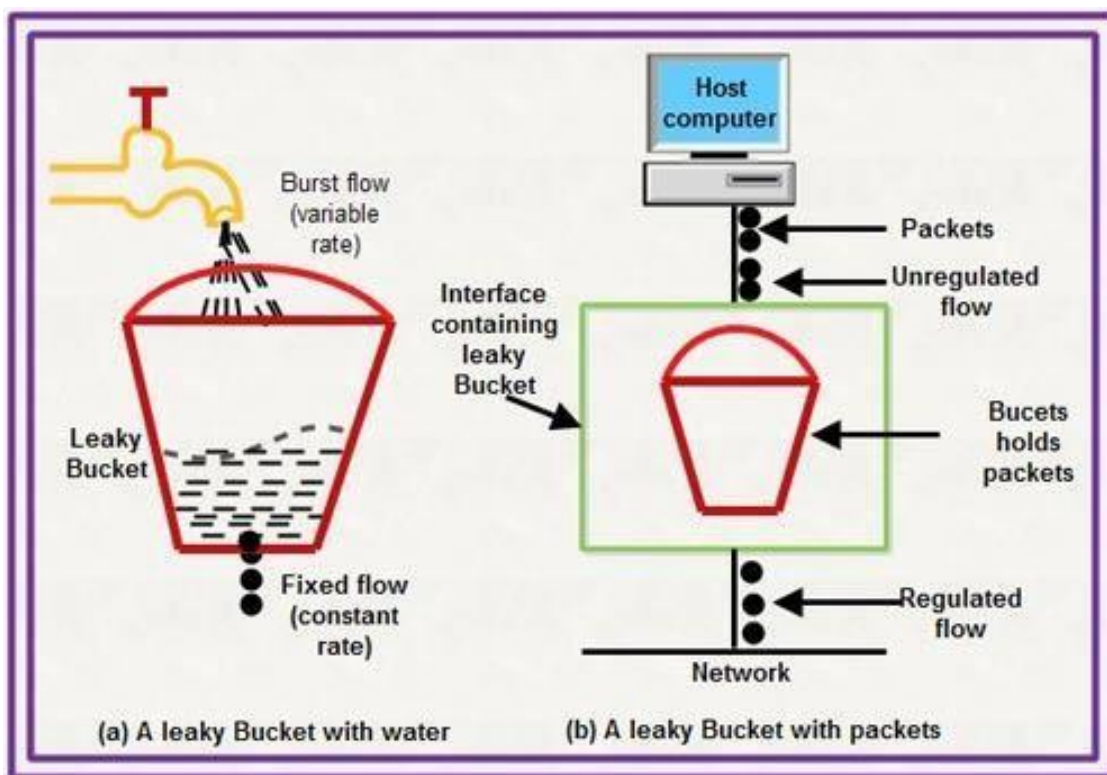 Burst flow
(variable
rate)
Leaky
Bucket
Fixed flow
(constant
rate)
(a) A leaky Bucket with water
Host
computer
Packets
Unregulated
flow
Interface
containing
leaky
Bucket
Bucets
holds
packets
Regulated
flow
Network
(b) A leaky Bucket with packets